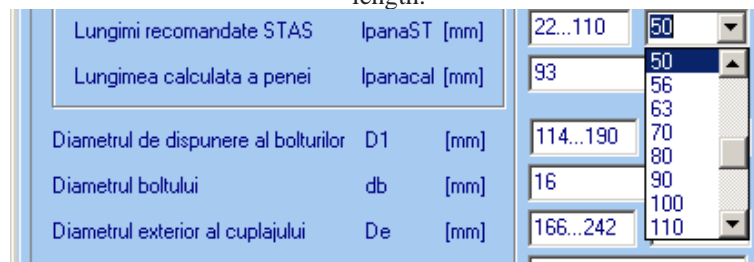 length.
Lungimi recomandate STAS lpanaST [mm] 22...110 50
Lungimea calculata a penei lpanacal [mm] 93
50
56
63
70
80
90
100
110
Diametrul de dispunere al bolturilor D1 [mm] 114...190
Diametrul boltului db [mm] 16
Diametrul exterior al cuplajului De [mm] 166...242